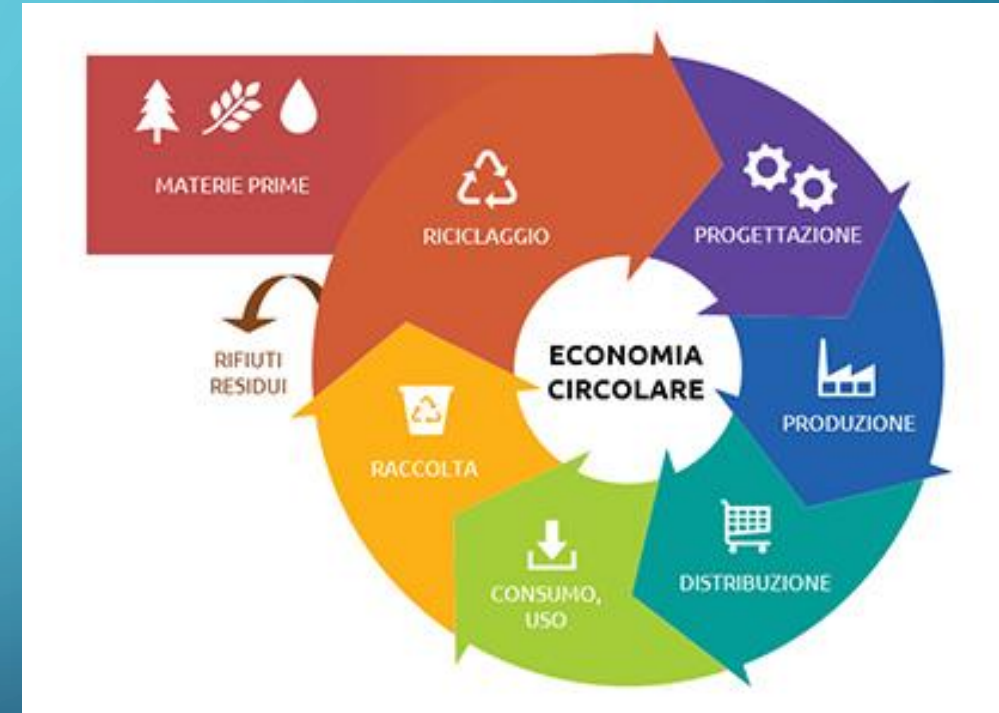 MATERIE PRIME
RICICLAGGIO
PROGETTAZIONE
RIFIUTI
RESIDUI
ECONOMIA
CIRCOLARE
PRODUZIONE
RACCOLTA
DISTRIBUZIONE
CONSUMO,
USO